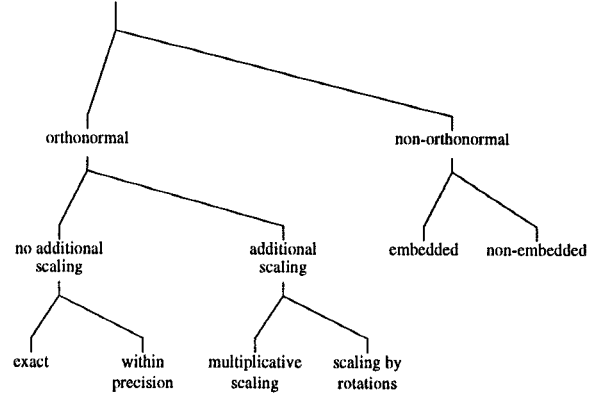 orthonormal
non-orthonormal
no additional
scaling
additional
scaling
embedded
non-embedded
exact
within
precision
multiplicative
scaling
scaling by
rotations